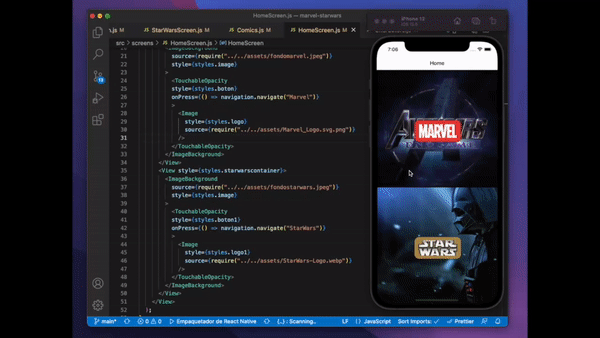 HomeScreen.js — marvel-starwars
n.js M StarWarsScreen.js M Comics.js M HomeScreen.js M
src > screens > HomeScreen.js > HomeScreen
<ImageBackground
21 source={require("../../assets/fondomarvel.jpeg")}
22 style={styles.image}
23 >
24 <TouchableOpacity
25 style={styles.boton}
26 onPress={() => navigation.navigate("Marvel")}
27 >
28 <Image
29 style={styles.logo}
30 source={require("../../assets/Marvel_Logo.svg.png")}
31 />
32 </TouchableOpacity>
33 </ImageBackground>
34 </View>
35 <View style={styles.starwarscontainer}>
36 <ImageBackground
37 source={require("../../assets/fondostarwars.jpeg")}
38 style={styles.image}
39 >
40 <TouchableOpacity
41 style={styles.boton1}
42 onPress={() => navigation.navigate("StarWars")}
43 >
44 <Image
45 style={styles.logo1}
46 source={require("../../assets/StarWars-Logo.webp")}
47 />
48 </TouchableOpacity>
49 </ImageBackground>
50 </View>
51 </View>
52 );
main* 0 0 Empaquetador de React Native {..} : Scanning.. LF {} JavaScript Sort Imports: Prettier
iPhone 12
7:06
Home
MARVEL
STAR
WARS